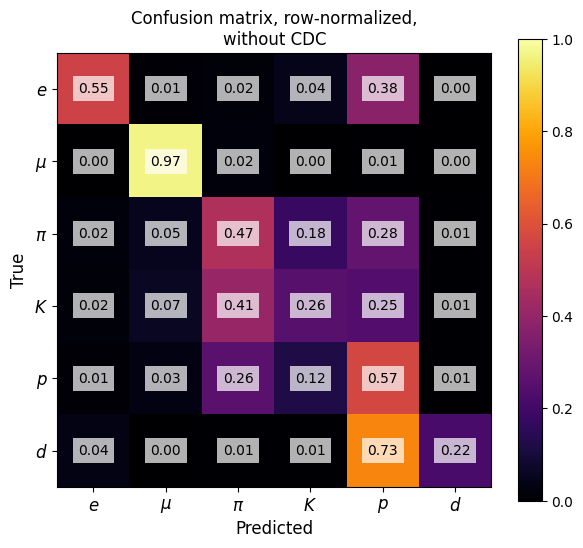 Confusion matrix, row-normalized,
without CDC
True
e 0.55 0.01 0.02 0.04 0.38 0.00
μ 0.00 0.97 0.02 0.00 0.01 0.00
π 0.02 0.05 0.47 0.18 0.28 0.01
K 0.02 0.07 0.41 0.26 0.25 0.01
p 0.01 0.03 0.26 0.12 0.57 0.01
d 0.04 0.00 0.01 0.01 0.73 0.22
e μ π K p d
Predicted
1.0
0.8
0.6
0.4
0.2
0.0